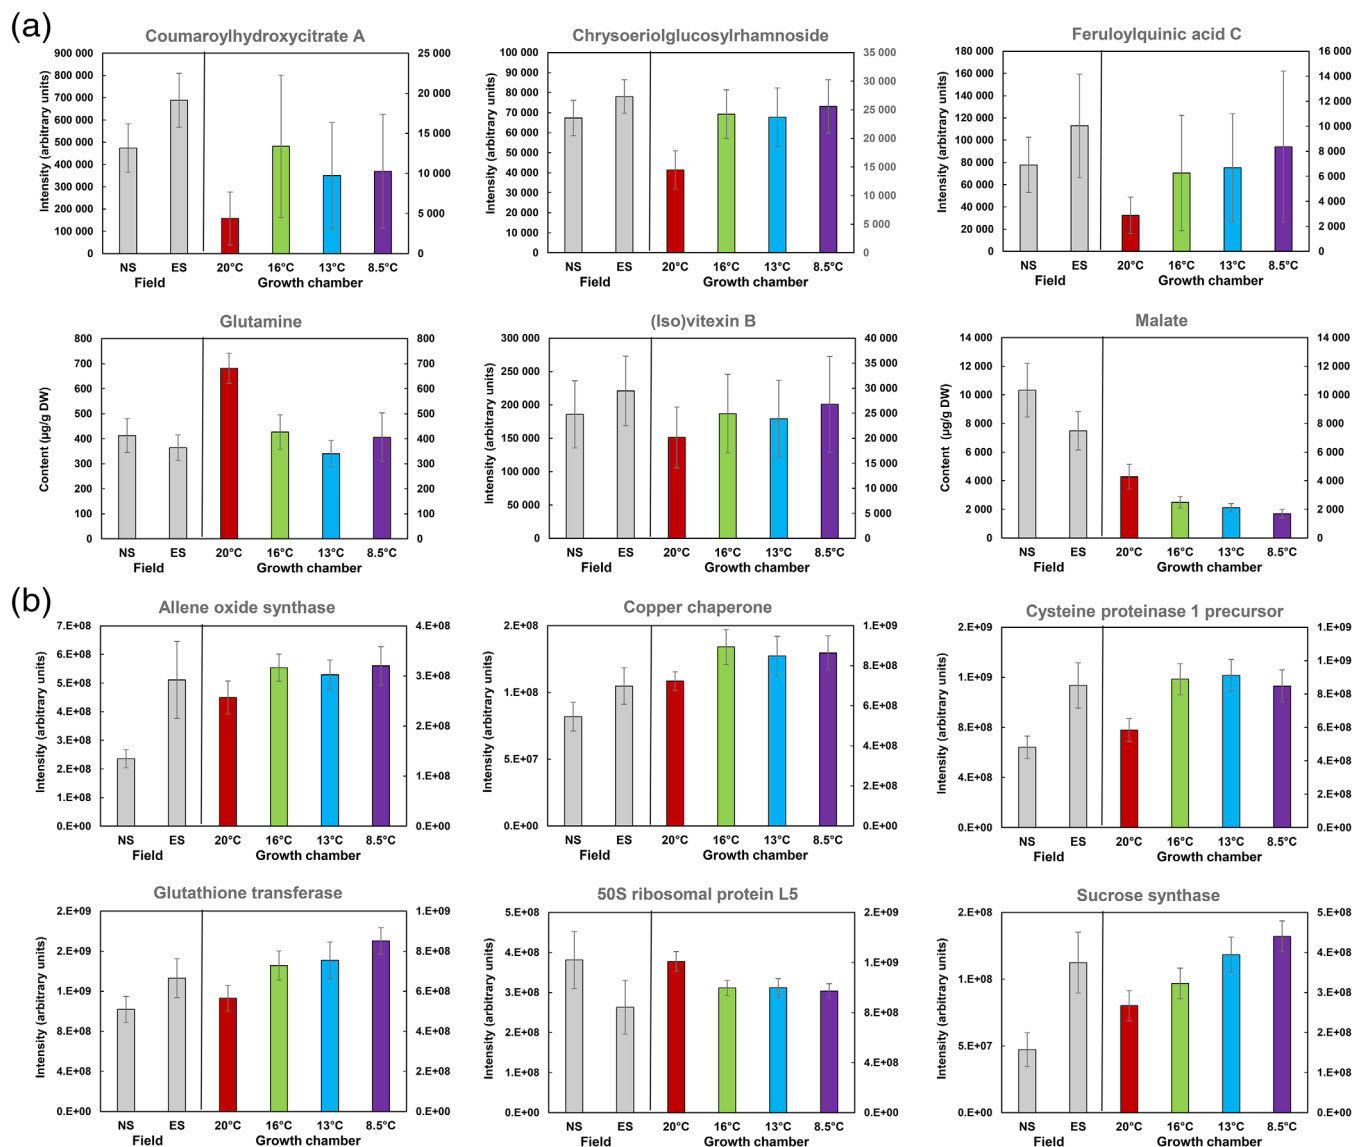 (a)
Coumaroylhydroxycitrate A
Intensity (arbitrary units)
900 000
800 000
700 000
600 000
500 000
400 000
300 000
200 000
100 000
0
25 000
20 000
15 000
10 000
5 000
0
NS ES 20°C 16°C 13°C 8.5°C
Field Growth chamber
Chrysoeriolglucosylrhamnoside
Intensity (arbitrary units)
100 000
90 000
80 000
70 000
60 000
50 000
40 000
30 000
20 000
10 000
0
35 000
30 000
25 000
20 000
15 000
10 000
5 000
0
NS ES 20°C 16°C 13°C 8.5°C
Field Growth chamber
Feruloylquinic acid C
Intensity (arbitrary units)
180 000
160 000
140 000
120 000
100 000
80 000
60 000
40 000
20 000
0
16 000
14 000
12 000
10 000
8 000
6 000
4 000
2 000
0
NS ES 20°C 16°C 13°C 8.5°C
Field Growth chamber
Glutamine
Content (µg/g DW)
800
700
600
500
400
300
200
100
0
800
700
600
500
400
300
200
100
0
NS ES 20°C 16°C 13°C 8.5°C
Field Growth chamber
(Iso)vitexin B
Intensity (arbitrary units)
300 000
250 000
200 000
150 000
100 000
50 000
0
40 000
35 000
30 000
25 000
20 000
15 000
10 000
5 000
0
NS ES 20°C 16°C 13°C 8.5°C
Field Growth chamber
Malate
Content (µg/g DW)
14 000
12 000
10 000
8 000
6 000
4 000
2 000
0
14 000
12 000
10 000
8 000
6 000
4 000
2 000
0
NS ES 20°C 16°C 13°C 8.5°C
Field Growth chamber
(b)
Allene oxide synthase
Intensity (arbitrary units)
7.E+08
6.E+08
5.E+08
4.E+08
3.E+08
2.E+08
1.E+08
0.E+00
4.E+08
3.E+08
2.E+08
1.E+08
0.E+00
NS ES 20°C 16°C 13°C 8.5°C
Field Growth chamber
Copper chaperone
Intensity (arbitrary units)
2.E+08
1.E+08
5.E+07
0.E+00
1.E+09
8.E+08
6.E+08
4.E+08
2.E+08
0.E+00
NS ES 20°C 16°C 13°C 8.5°C
Field Growth chamber
Cysteine proteinase 1 precursor
Intensity (arbitrary units)
2.E+09
1.E+09
8.E+08
4.E+08
0.E+00
1.E+09
1.E+09
8.E+08
6.E+08
4.E+08
2.E+08
0.E+00
NS ES 20°C 16°C 13°C 8.5°C
Field Growth chamber
Glutathione transferase
Intensity (arbitrary units)
2.E+09
2.E+09
1.E+09
8.E+08
4.E+08
0.E+00
1.E+09
8.E+08
6.E+08
4.E+08
2.E+08
0.E+00
NS ES 20°C 16°C 13°C 8.5°C
Field Growth chamber
50S ribosomal protein L5
Intensity (arbitrary units)
5.E+08
4.E+08
3.E+08
2.E+08
1.E+08
0.E+00
2.E+09
1.E+09
8.E+08
4.E+08
0.E+00
NS ES 20°C 16°C 13°C 8.5°C
Field Growth chamber
Sucrose synthase
Intensity (arbitrary units)
2.E+08
1.E+08
5.E+07
0.E+00
5.E+08
4.E+08
3.E+08
2.E+08
1.E+08
0.E+00
NS ES 20°C 16°C 13°C 8.5°C
Field Growth chamber